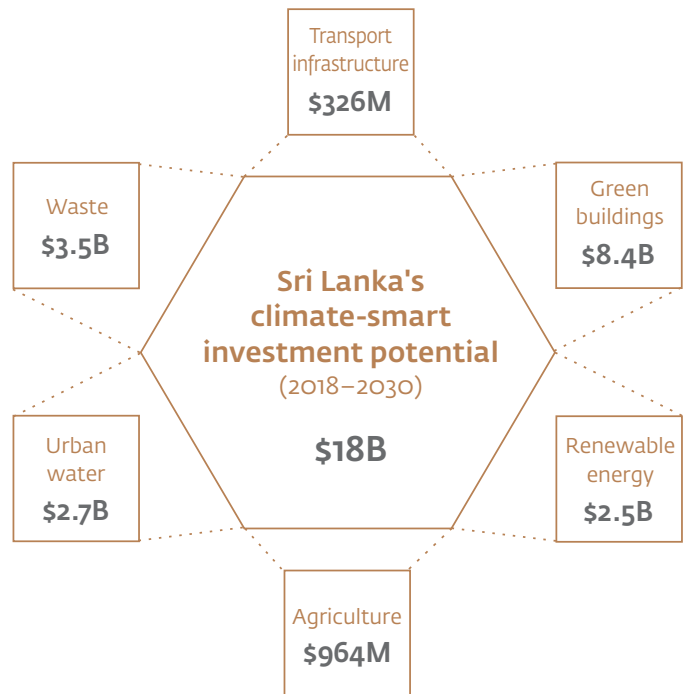 Transport
infrastructure
$326M
Waste
$3.5B
Green
buildings
$8.4B
Sri Lanka's
climate-smart
investment potential
(2018–2030)
$18B
Urban
water
$2.7B
Renewable
energy
$2.5B
Agriculture
$964M